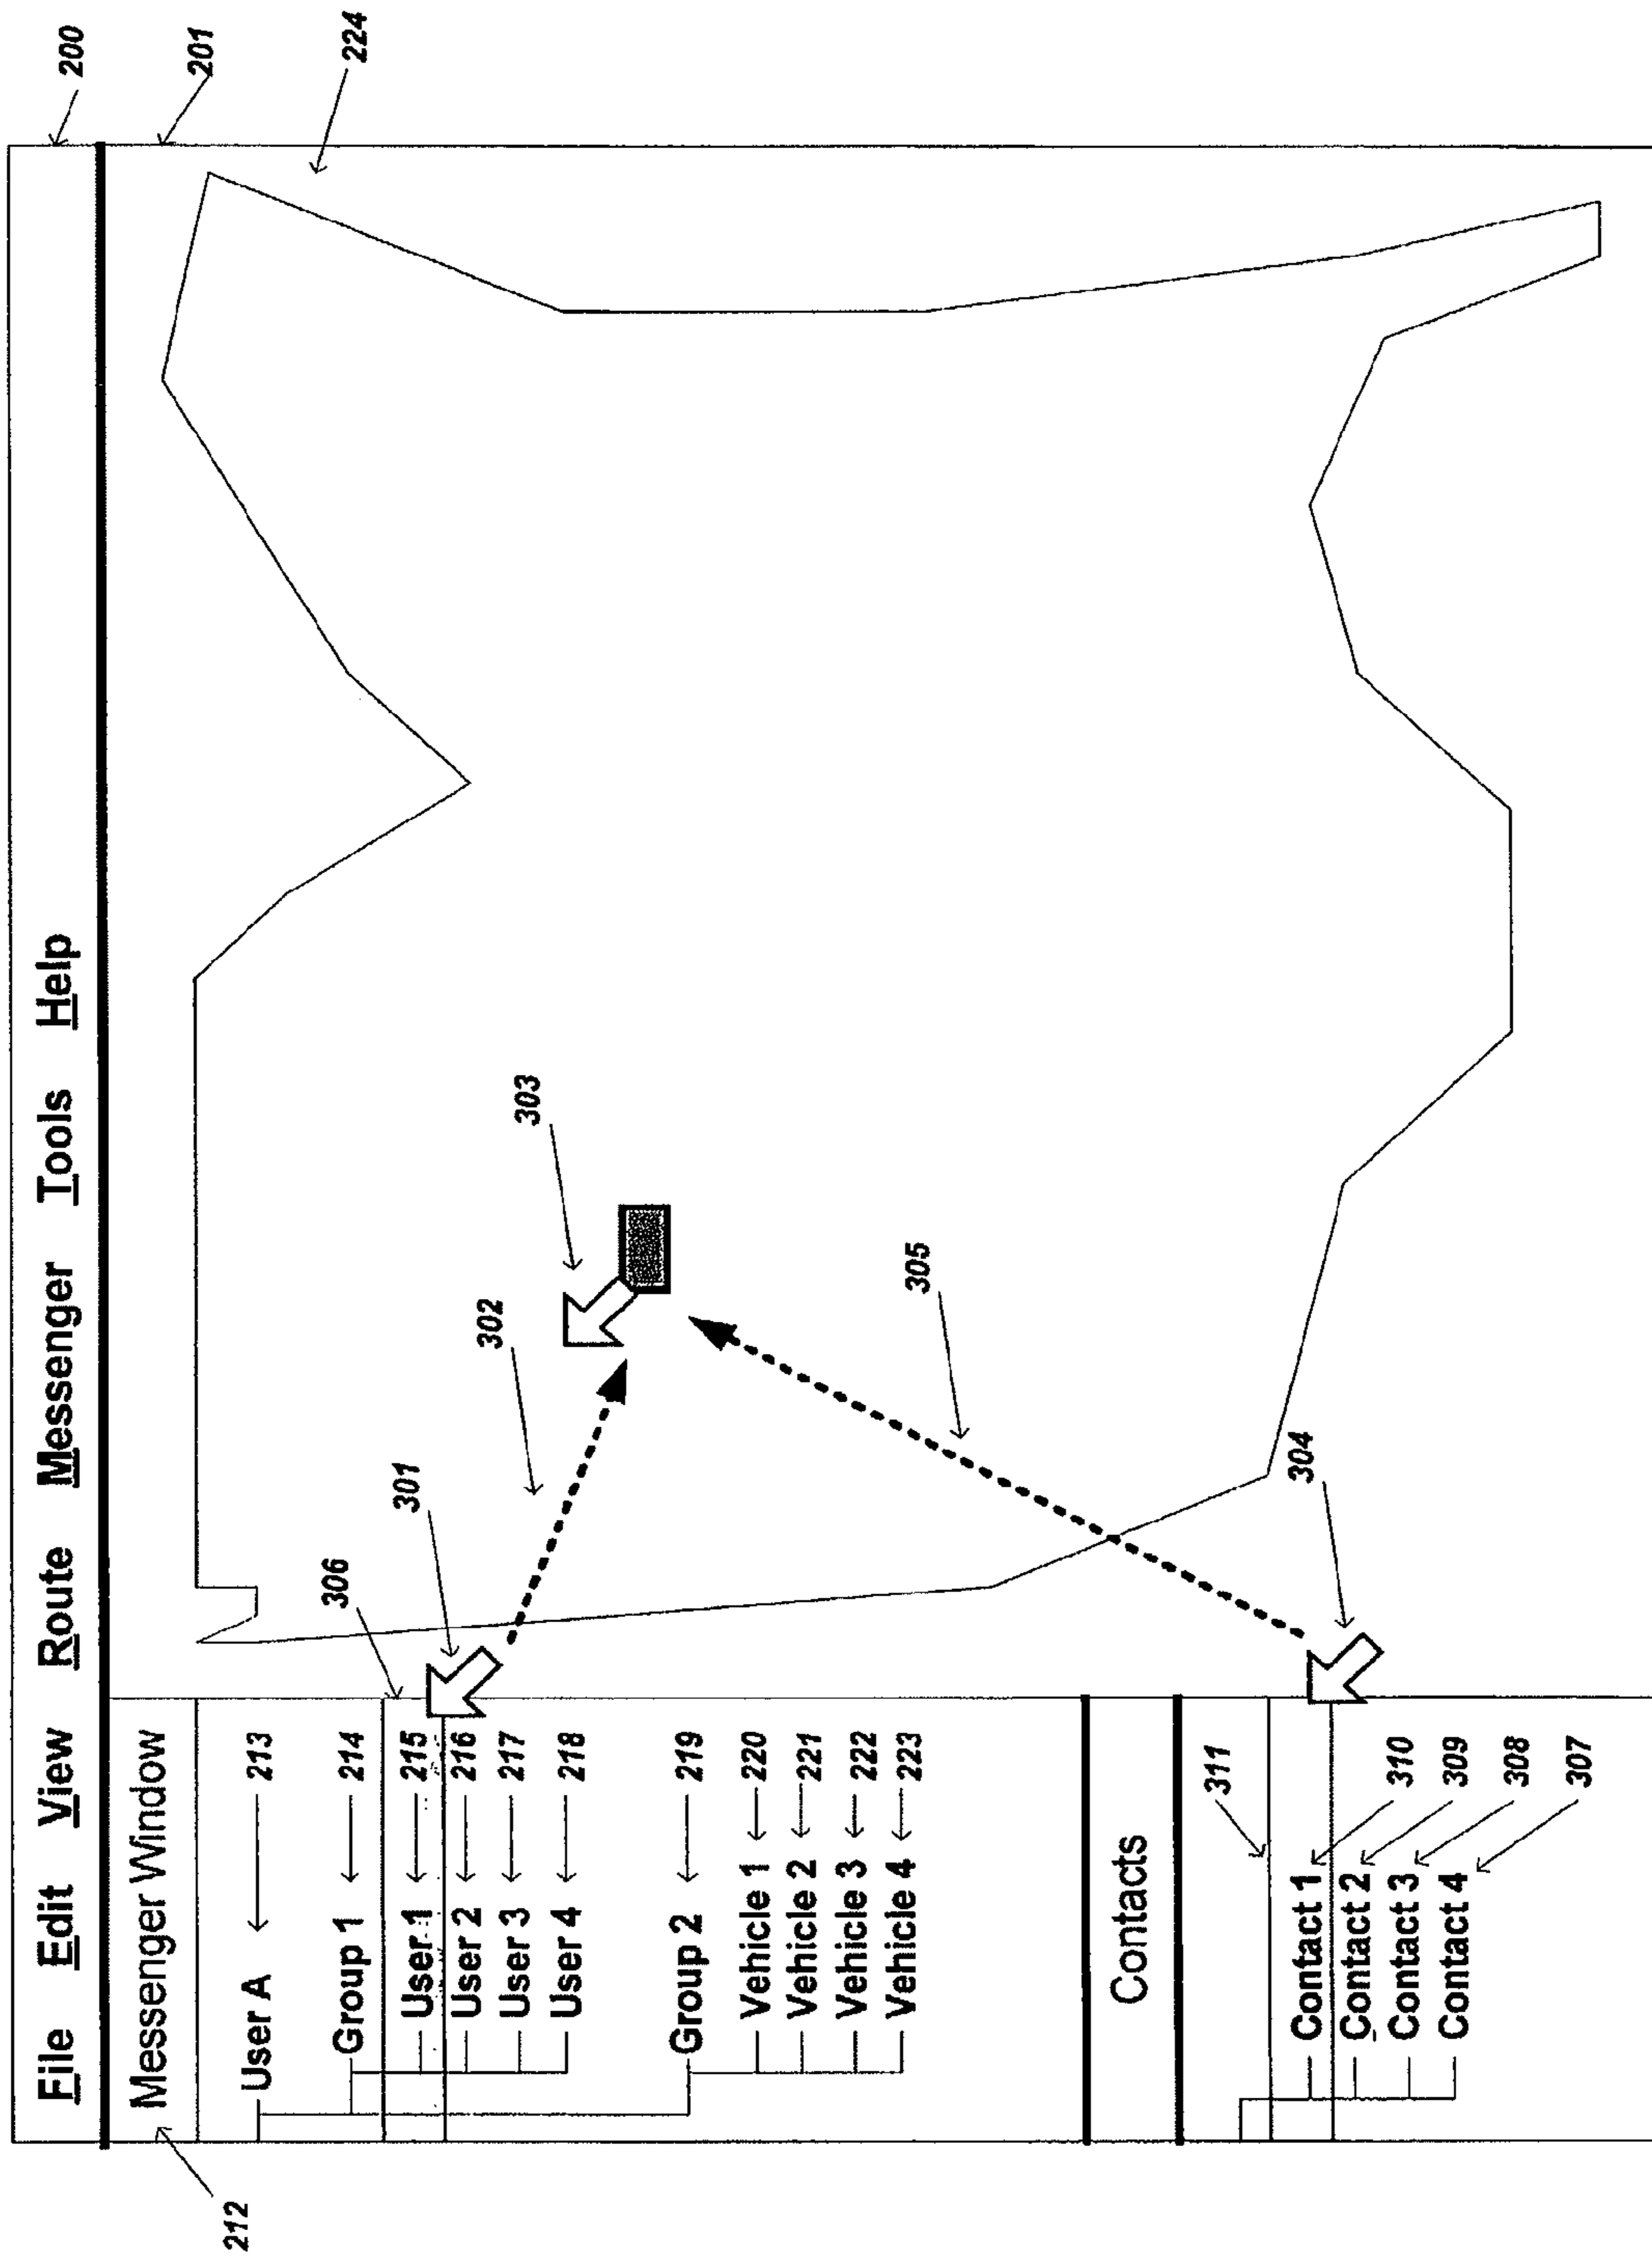 File Edit View Route Messenger Tools Help
200
201
224
Messenger Window
212
User A 213
Group 1 214
306
User 1 215
301
User 2 216
302
303
User 3 217
User 4 218
Group 2 219
Vehicle 1 220
Vehicle 2 221
Vehicle 3 222
Vehicle 4 223
305
Contacts
311
304
Contact 1 310
Contact 2 309
Contact 3 308
Contact 4 307